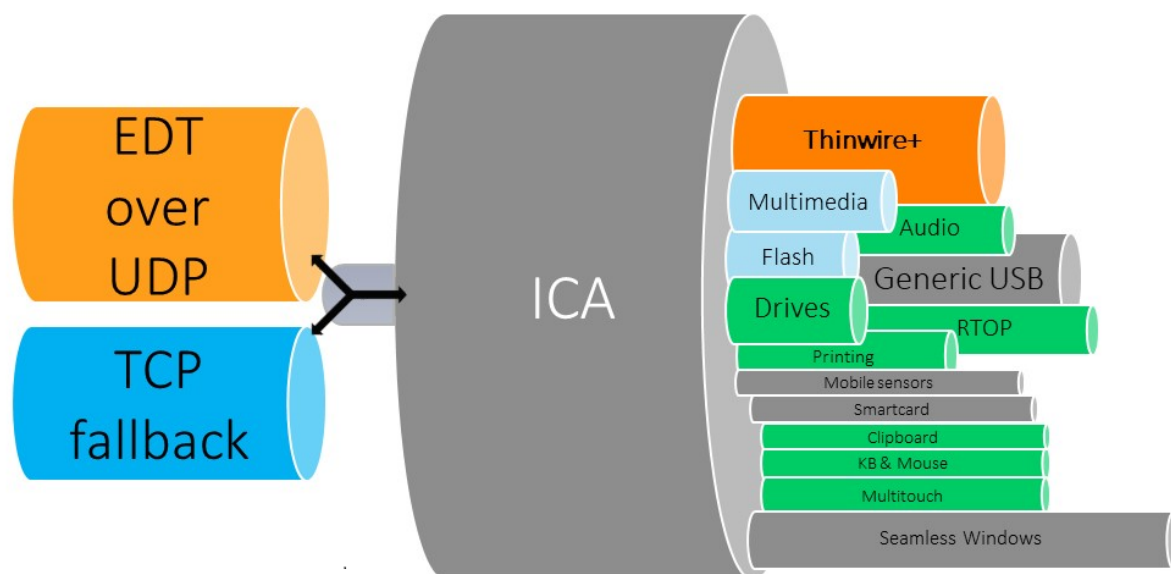 EDT
over
UDP
TCP
fallback
ICA
Thinwire+
Multimedia
Audio
Flash
Generic USB
Drives
RTOP
Printing
Mobile sensors
Smartcard
Clipboard
KB & Mouse
Multitouch
Seamless Windows